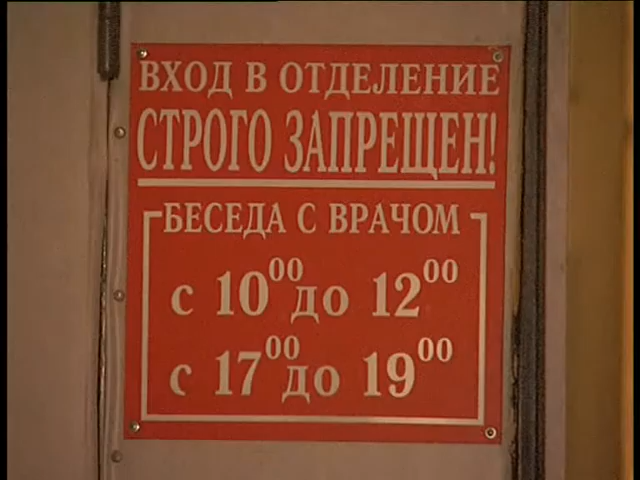 ВХОД В ОТДЕЛЕНИЕ
СТРОГО ЗАПРЕЩЕН!
БЕСЕДА С ВРАЧОМ
с 10⁰⁰ до 12⁰⁰
с 17⁰⁰ до 19⁰⁰